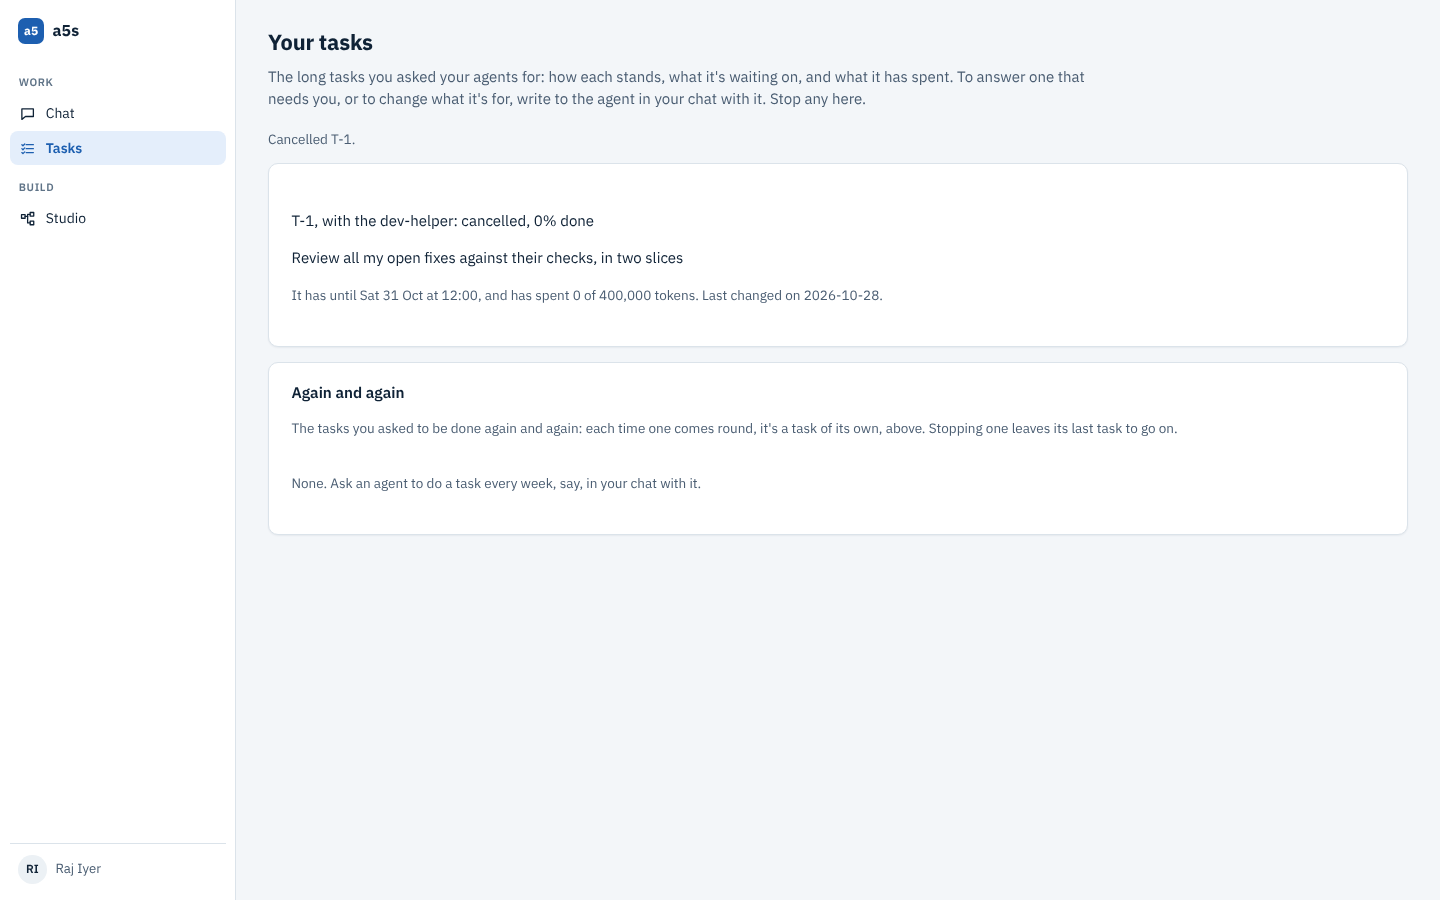 a5 a5s
WORK
Chat
Tasks
BUILD
Studio
RI Raj Iyer
Your tasks
The long tasks you asked your agents for: how each stands, what it's waiting on, and what it has spent. To answer one that
needs you, or to change what it's for, write to the agent in your chat with it. Stop any here.
Cancelled T-1.
T-1, with the dev-helper: cancelled, 0% done
Review all my open fixes against their checks, in two slices
It has until Sat 31 Oct at 12:00, and has spent 0 of 400,000 tokens. Last changed on 2026-10-28.
Again and again
The tasks you asked to be done again and again: each time one comes round, it's a task of its own, above. Stopping one leaves its last task to go on.
None. Ask an agent to do a task every week, say, in your chat with it.